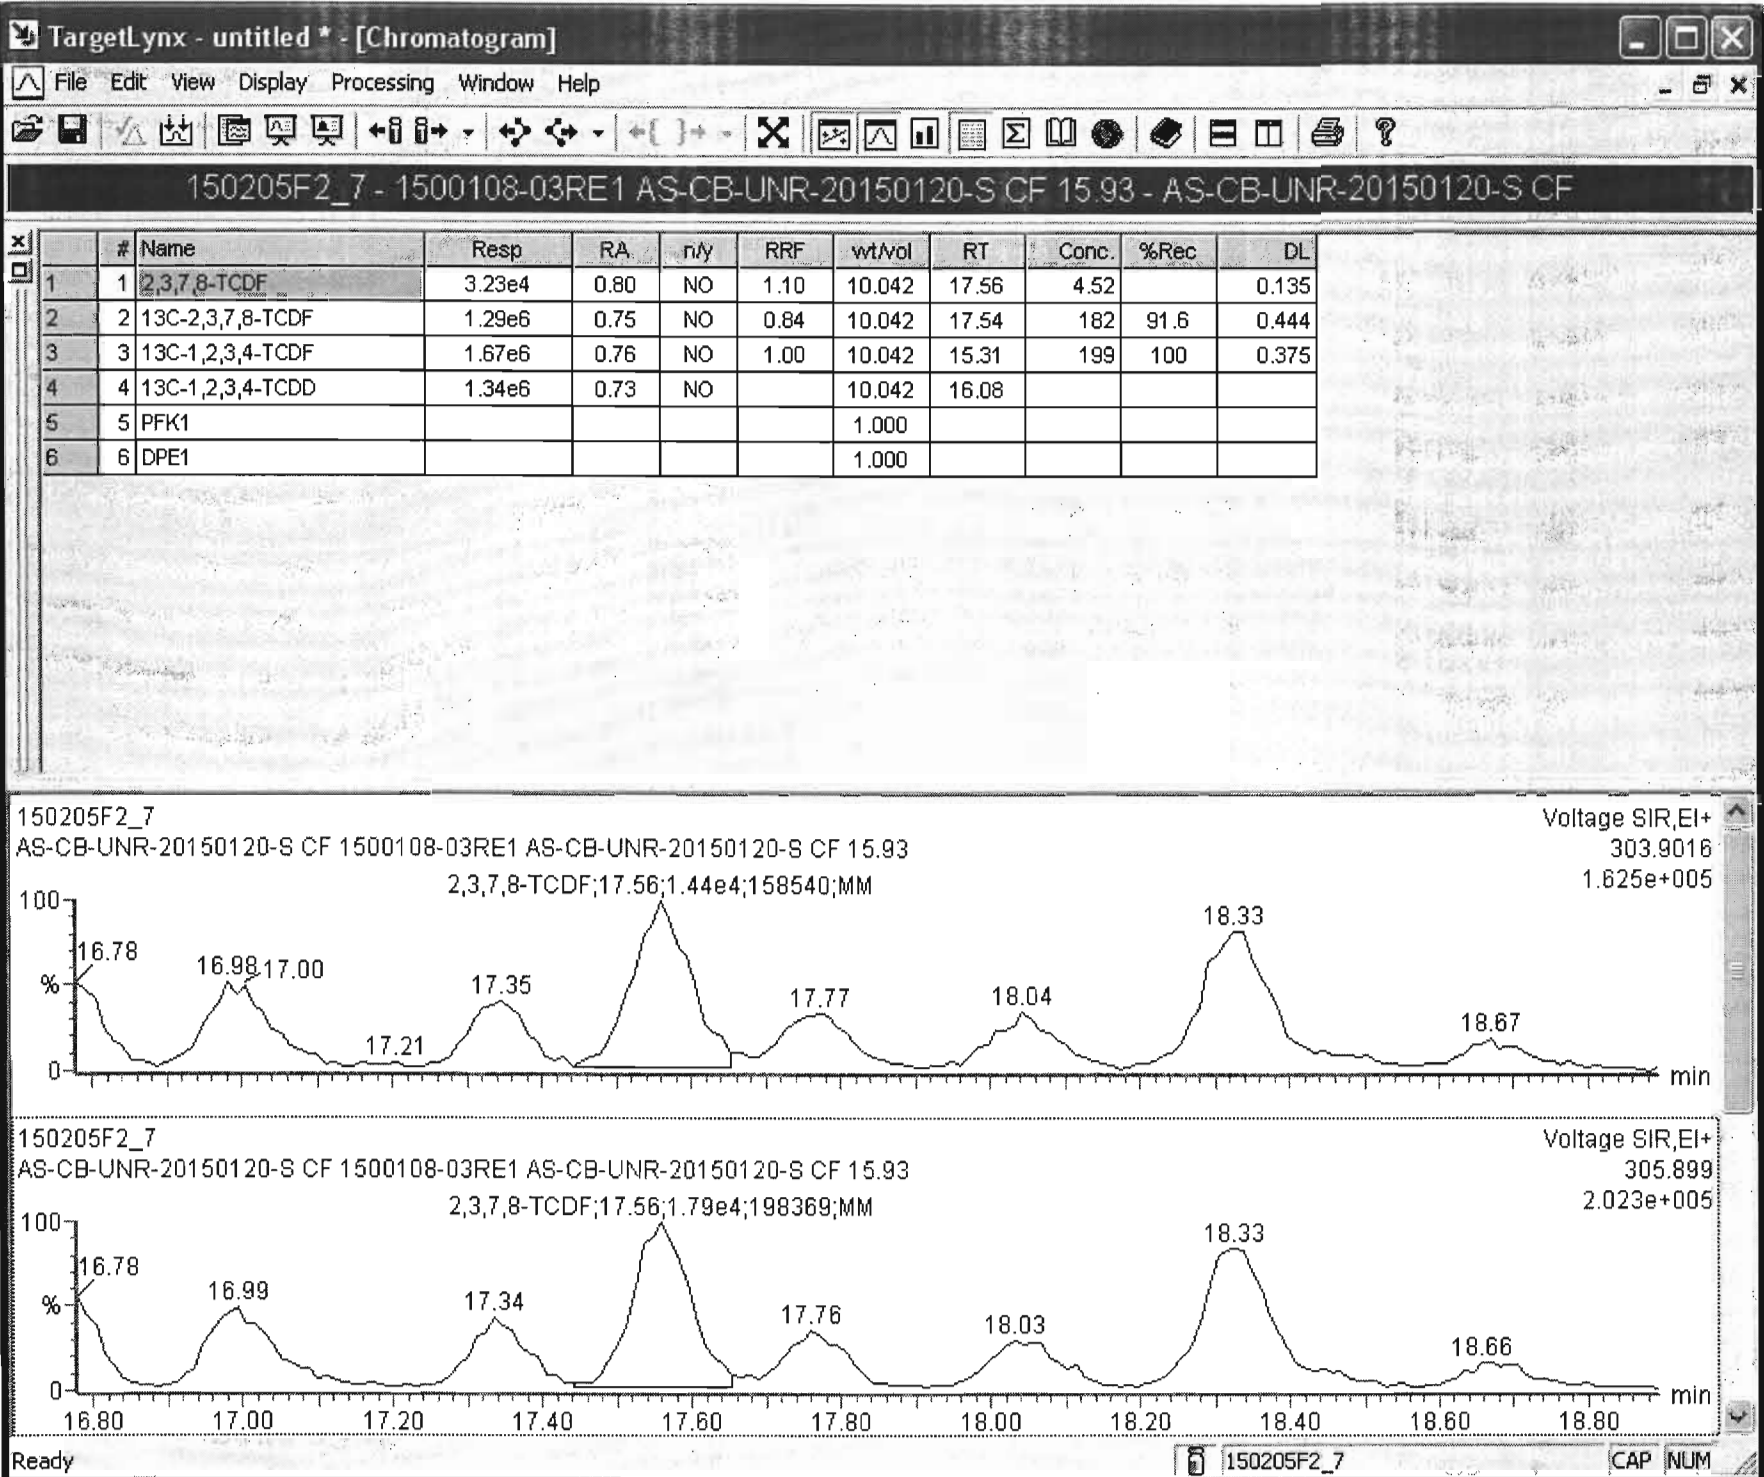 TargetLynx - untitled * - [Chromatogram]
File Edit View Display Processing Window Help
150205F2_7 - 1500108-03RE1 AS-CB-UNR-20150120-S CF 15.93 - AS-CB-UNR-20150120-S CF
# Name Resp RA n/y RRF wt/vol RT Conc. %Rec DL
1 1 2,3,7,8-TCDF 3.23e4 0.80 NO 1.10 10.042 17.56 4.52 0.135
2 2 13C-2,3,7,8-TCDF 1.29e6 0.75 NO 0.84 10.042 17.54 182 91.6 0.444
3 3 13C-1,2,3,4-TCDF 1.67e6 0.76 NO 1.00 10.042 15.31 199 100 0.375
4 4 13C-1,2,3,4-TCDD 1.34e6 0.73 NO 10.042 16.08
5 5 PFK1 1.000
6 6 DPE1 1.000
150205F2_7 Voltage SIR,EI+
AS-CB-UNR-20150120-S CF 1500108-03RE1 AS-CB-UNR-20150120-S CF 15.93 303.9016
2,3,7,8-TCDF;17.56;1.44e4;158540;MM 1.625e+005
100
18.33
16.78
16.98 17.00
17.35
% 17.77 18.04
18.67
17.21
0
min
150205F2_7 Voltage SIR,EI+
AS-CB-UNR-20150120-S CF 1500108-03RE1 AS-CB-UNR-20150120-S CF 15.93 305.899
2,3,7,8-TCDF;17.56;1.79e4;198369;MM 2.023e+005
100
18.33
16.78
16.99
% 17.34
17.76
18.03
18.66
0
min
16.80 17.00 17.20 17.40 17.60 17.80 18.00 18.20 18.40 18.60 18.80
Ready 150205F2_7 CAP NUM